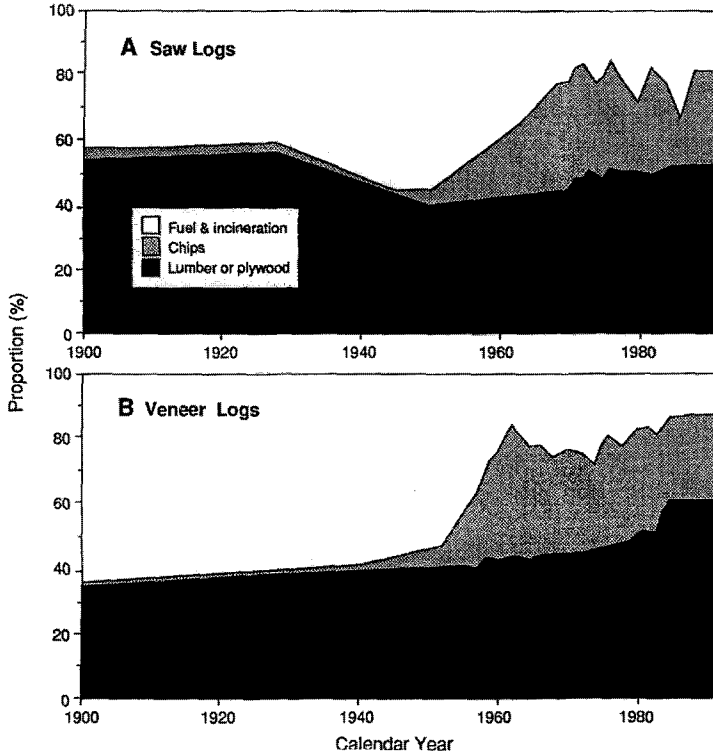 100
A Saw Logs
80
60
40
Fuel & incineration
Chips
Lumber or plywood
20
0
1900 1920 1940 1960 1980
Proportion (%)
100
B Veneer Logs
80
60
40
20
0
1900 1920 1940 1960 1980
Calendar Year